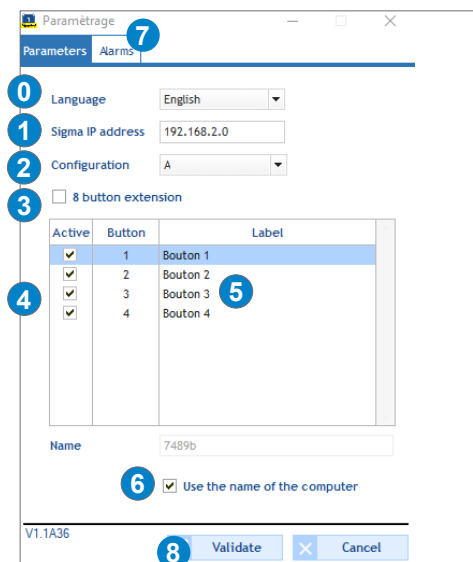 Paramètrage
7
Parameters Alarms
0 Language English
1 Sigma IP address 192.168.2.0
2 Configuration A
3 8 button extension
Active Button Label
1 Bouton 1
2 Bouton 2
3 Bouton 3 5
4 4 Bouton 4
Name 7489b
6 Use the name of the computer
V1.1A36
8 Validate Cancel